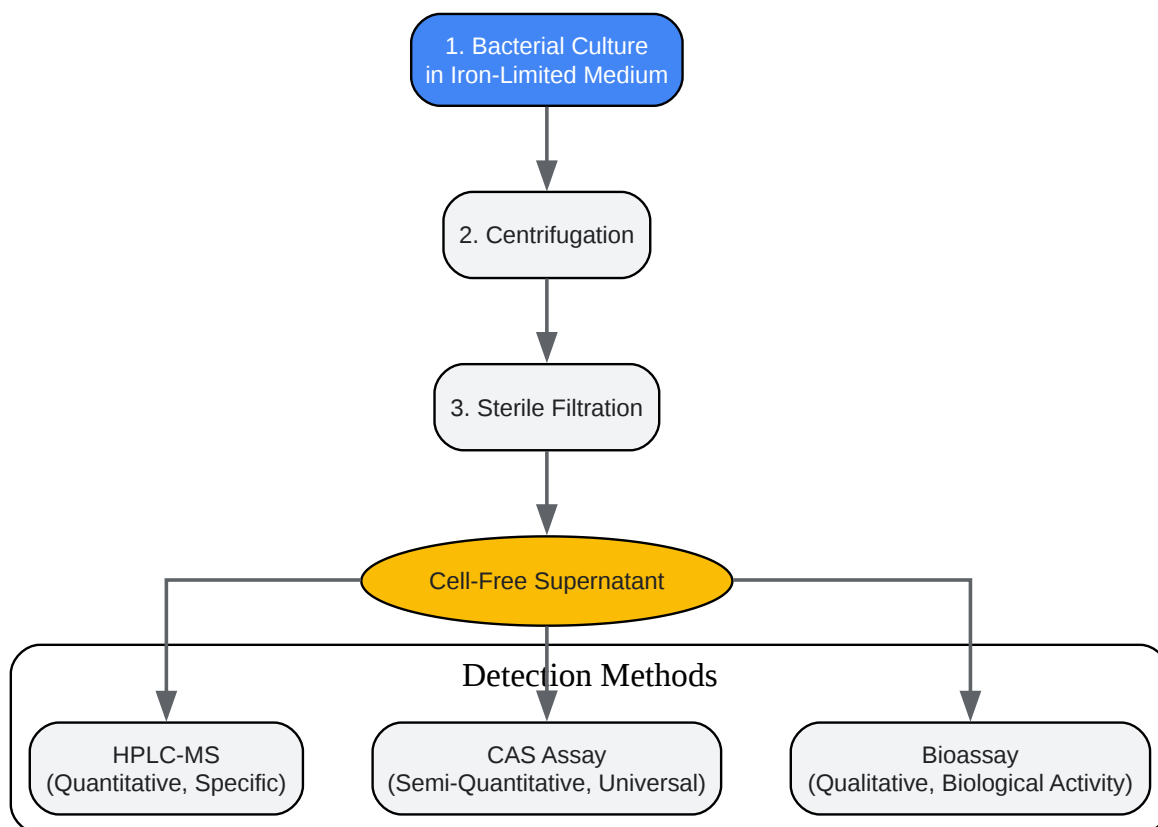 1. Bacterial Culture
in Iron-Limited Medium
2. Centrifugation
3. Sterile Filtration
Cell-Free Supernatant
Detection Methods
HPLC-MS
(Quantitative, Specific)
CAS Assay
(Semi-Quantitative, Universal)
Bioassay
(Qualitative, Biological Activity)